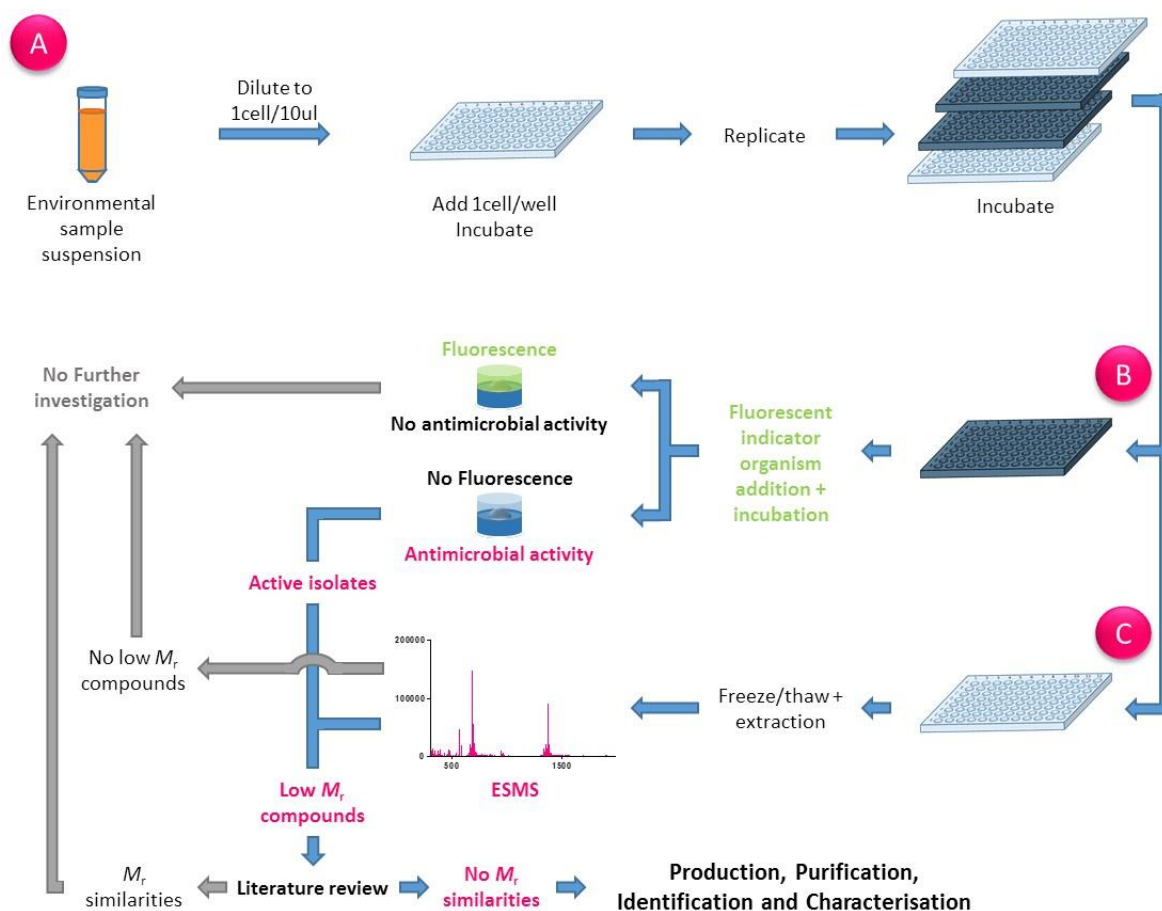 A
Dilute to
1cell/10ul
Environmental
sample
suspension
Add 1cell/well
Incubate
Replicate
Incubate
B
Fluorescent
indicator
organism
addition +
incubation
Fluorescence
No antimicrobial activity
No Fluorescence
Antimicrobial activity
No Further
investigation
Active isolates
C
Freeze/thaw +
extraction
200000
100000
0
500
1500
ESMS
No low Mr
compounds
Low Mr
compounds
Literature review
Mr
similarities
No Mr
similarities
Production, Purification,
Identification and Characterisation